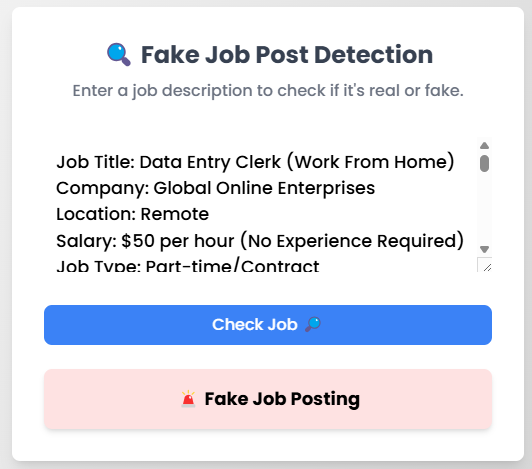 🔍 Fake Job Post Detection
Enter a job description to check if it's real or fake.
Job Title: Data Entry Clerk (Work From Home)
Company: Global Online Enterprises
Location: Remote
Salary: $50 per hour (No Experience Required)
Job Type: Part-time/Contract
Check Job 🔎
🚨 Fake Job Posting